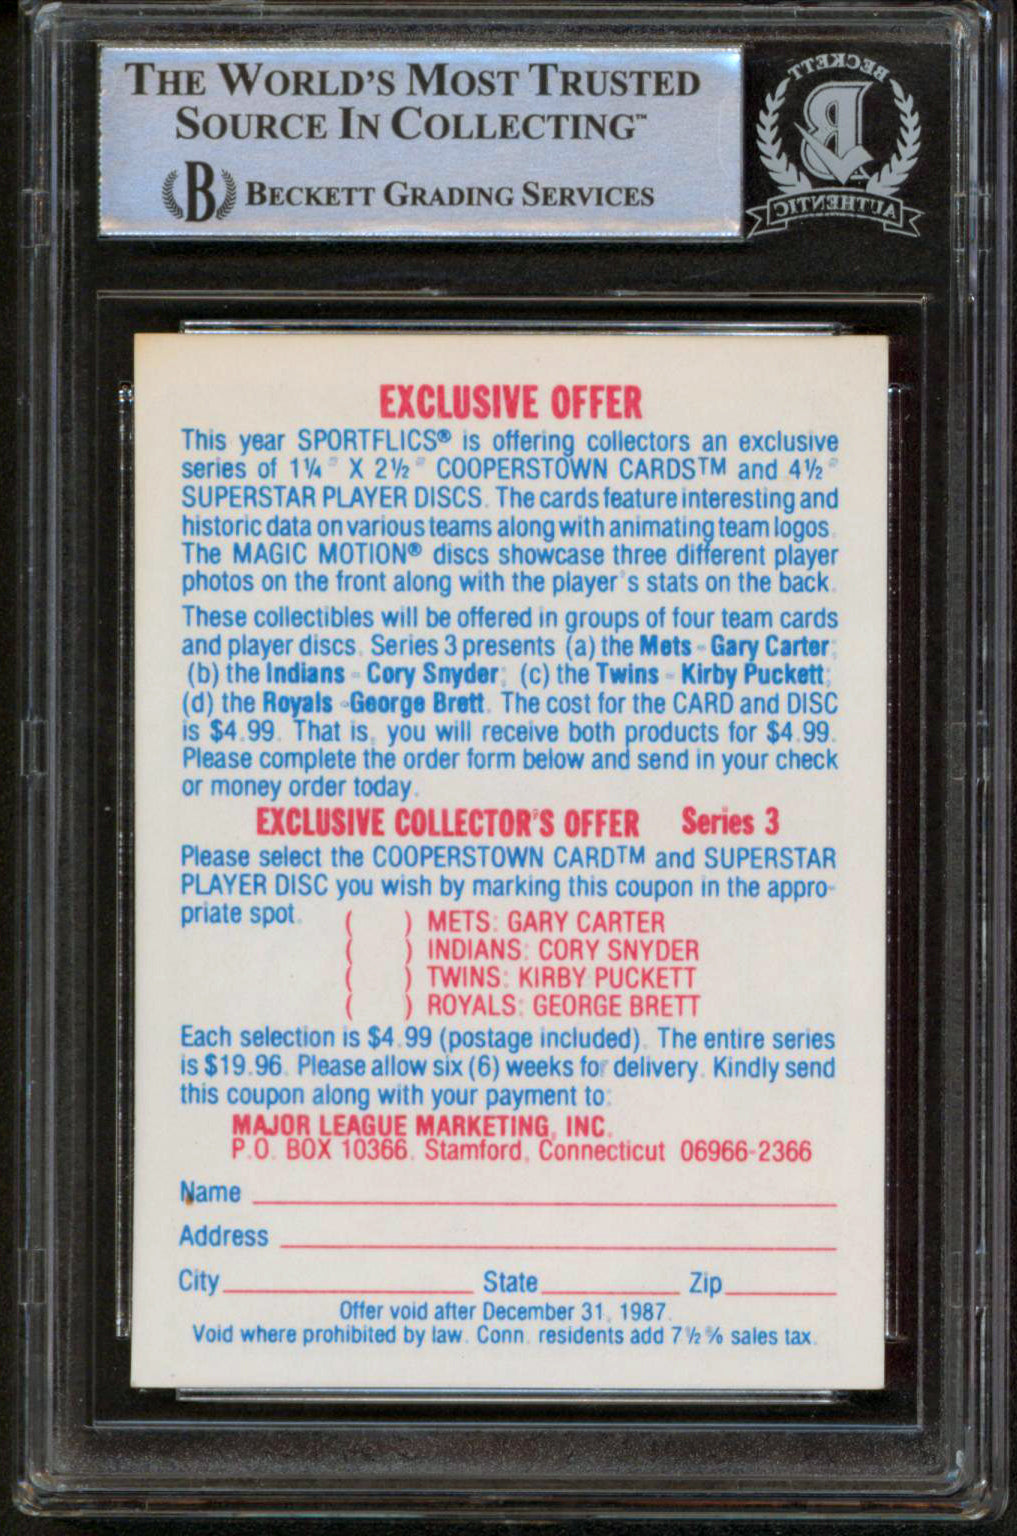 THE WORLD'S MOST TRUSTED
SOURCE IN COLLECTING™
B BECKETT GRADING SERVICES
BECKETT
B
AUTHENTIC
EXCLUSIVE OFFER
This year SPORTFLICS® is offering collectors an exclusive
series of 1¼" X 2½" COOPERSTOWN CARDS™ and 4½"
SUPERSTAR PLAYER DISCS. The cards feature interesting and
historic data on various teams along with animating team logos.
The MAGIC MOTION® discs showcase three different player
photos on the front along with the player's stats on the back.
These collectibles will be offered in groups of four team cards
and player discs. Series 3 presents (a) the Mets - Gary Carter;
(b) the Indians - Cory Snyder; (c) the Twins - Kirby Puckett;
(d) the Royals -George Brett. The cost for the CARD and DISC
is $4.99. That is, you will receive both products for $4.99.
Please complete the order form below and send in your check
or money order today.
EXCLUSIVE COLLECTOR'S OFFER Series 3
Please select the COOPERSTOWN CARD™ and SUPERSTAR
PLAYER DISC you wish by marking this coupon in the appro-
priate spot.
( ) METS: GARY CARTER
( ) INDIANS: CORY SNYDER
( ) TWINS: KIRBY PUCKETT
( ) ROYALS: GEORGE BRETT
Each selection is $4.99 (postage included). The entire series
is $19.96. Please allow six (6) weeks for delivery. Kindly send
this coupon along with your payment to:
MAJOR LEAGUE MARKETING, INC.
P.O. BOX 10366, Stamford, Connecticut 06966-2366
Name
Address
City State Zip
Offer void after December 31, 1987.
Void where prohibited by law. Conn. residents add 7½% sales tax.